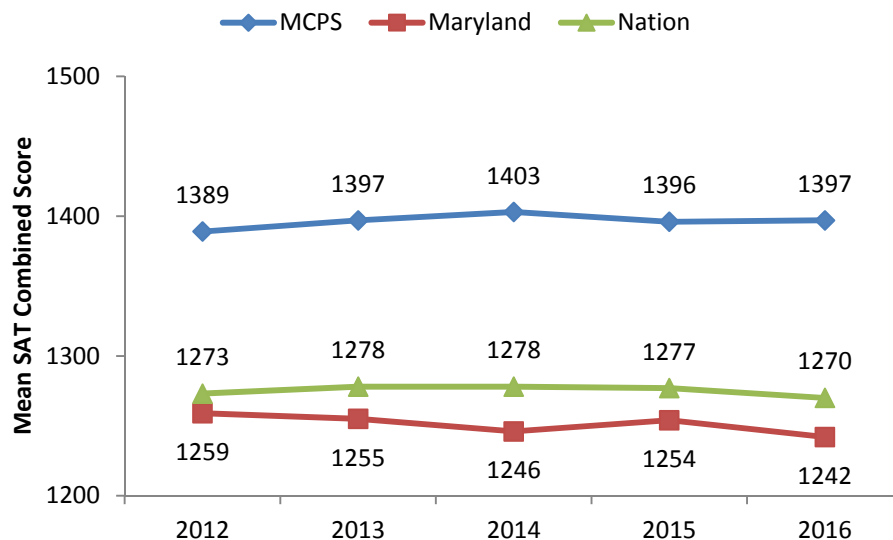 MCPS Maryland Nation
1500
1400
1300
1200
Mean SAT Combined Score
1389 1397 1403 1396 1397
1273 1278 1278 1277 1270
1259 1255 1246 1254 1242
2012 2013 2014 2015 2016